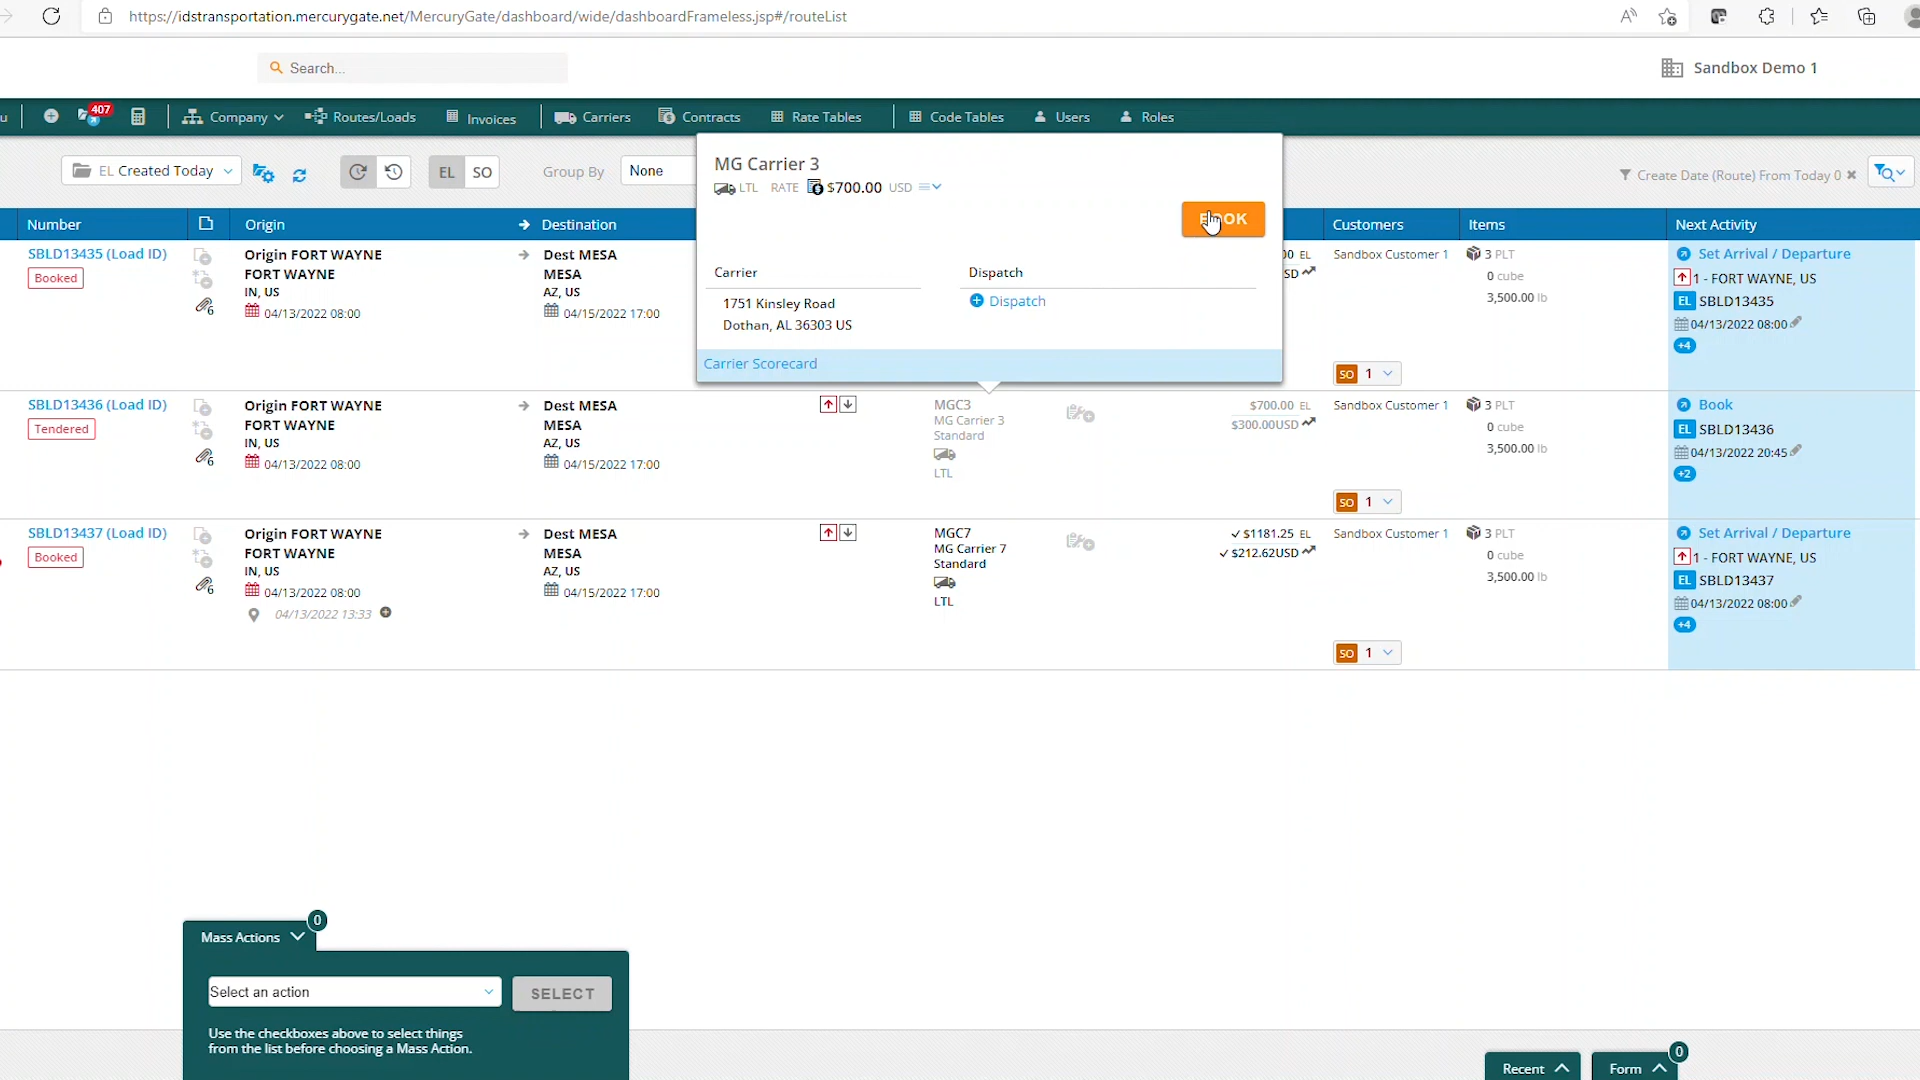 https://idstransportation.mercurygate.net/MercuryGate/dashboard/wide/dashboardFrameless.jsp#/routeList
Search...
Sandbox Demo 1
u
407
Company
Routes/Loads
Invoices
Carriers
Contracts
Rate Tables
Code Tables
Users
Roles
EL Created Today
EL SO
Group By
None
Create Date (Route) From Today 0
MG Carrier 3
LTL RATE $700.00 USD
Carrier
1751 Kinsley Road
Dothan, AL 36303 US
Dispatch
Dispatch
Carrier Scorecard
Number
Origin
Destination
Customers
Items
Next Activity
SBLD13435 (Load ID)
Booked
6
Origin FORT WAYNE
FORT WAYNE
IN, US
04/13/2022 08:00
Dest MESA
MESA
AZ, US
04/15/2022 17:00
00 EL
SD
Sandbox Customer 1
SO 1
3 PLT
0 cube
3,500.00 lb
Set Arrival / Departure
1 - FORT WAYNE, US
EL SBLD13435
04/13/2022 08:00
+4
SBLD13436 (Load ID)
Tendered
6
Origin FORT WAYNE
FORT WAYNE
IN, US
04/13/2022 08:00
Dest MESA
MESA
AZ, US
04/15/2022 17:00
MGC3
MG Carrier 3
Standard
LTL
$700.00 EL
$300.00USD
Sandbox Customer 1
SO 1
3 PLT
0 cube
3,500.00 lb
Book
EL SBLD13436
04/13/2022 20:45
+2
SBLD13437 (Load ID)
Booked
6
Origin FORT WAYNE
FORT WAYNE
IN, US
04/13/2022 08:00
04/13/2022 13:33
Dest MESA
MESA
AZ, US
04/15/2022 17:00
MGC7
MG Carrier 7
Standard
LTL
$1181.25 EL
$212.62USD
Sandbox Customer 1
SO 1
3 PLT
0 cube
3,500.00 lb
Set Arrival / Departure
1 - FORT WAYNE, US
EL SBLD13437
04/13/2022 08:00
+4
Mass Actions
0
Select an action
SELECT
Use the checkboxes above to select things
from the list before choosing a Mass Action.
Recent
Form
0